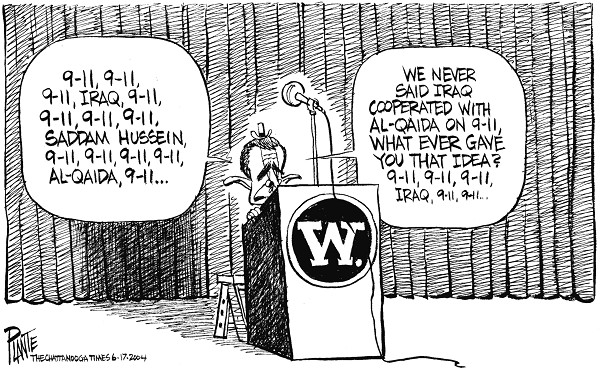 9-11, 9-11,
9-11, IRAQ, 9-11,
9-11, 9-11, 9-11,
SADDAM HUSSEIN,
9-11, 9-11, 9-11, 9-11,
AL-QAIDA, 9-11...
WE NEVER
SAID IRAQ
COOPERATED WITH
AL-QAIDA ON 9-11,
WHAT EVER GAVE
YOU THAT IDEA?
9-11, 9-11, 9-11,
IRAQ, 9-11, 9-11...
W.
PLANTE
THE CHATTANOOGA TIMES 6-17-2004